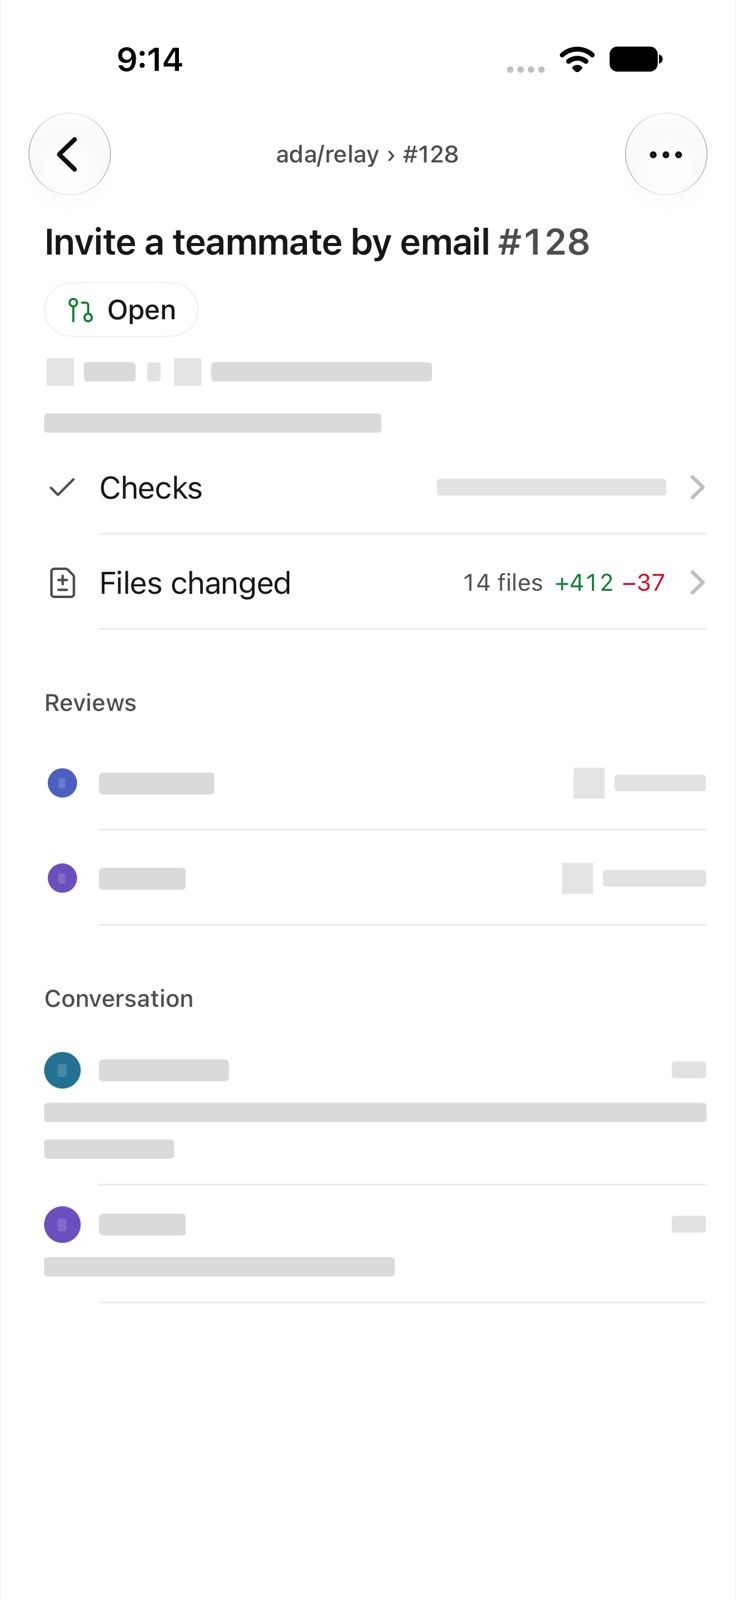 9:14
ada/relay › #128
Invite a teammate by email #128
Open
Checks
Files changed 14 files +412 −37
Reviews
Conversation